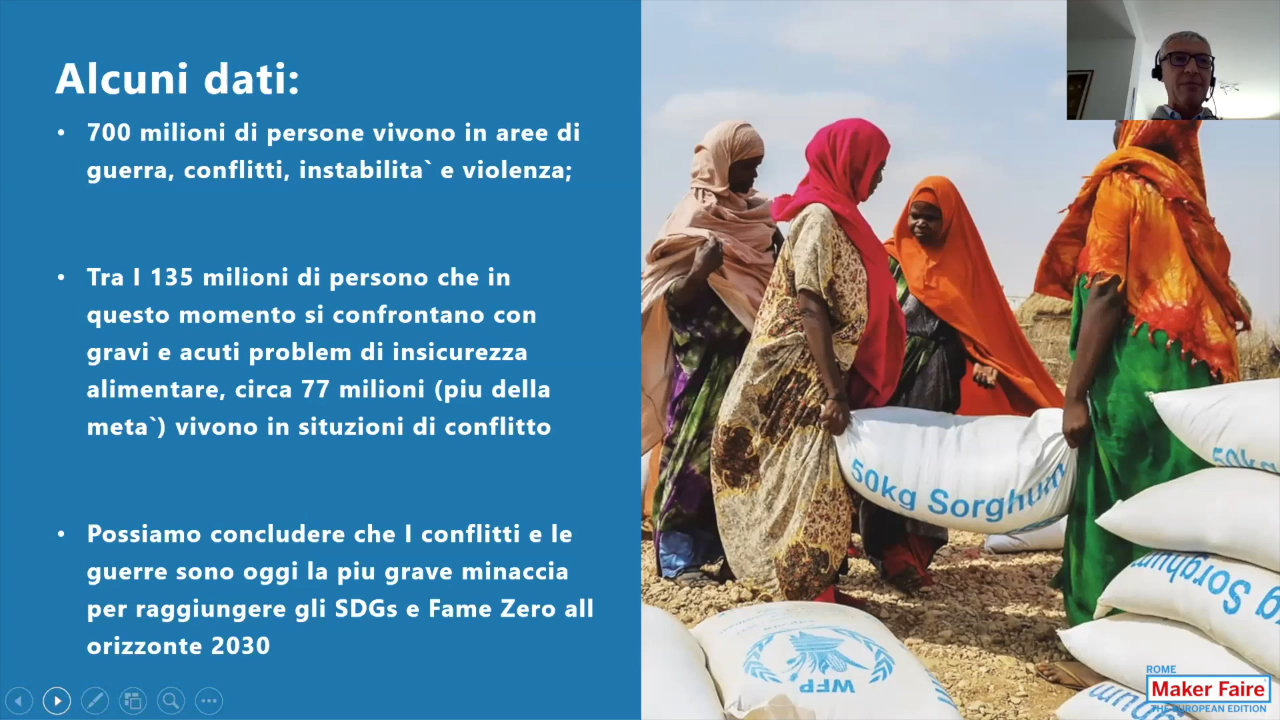 Alcuni dati:
• 700 milioni di persone vivono in aree di
guerra, conflitti, instabilita` e violenza;
• Tra I 135 milioni di persono che in
questo momento si confrontano con
gravi e acuti problem di insicurezza
alimentare, circa 77 milioni (piu della
meta`) vivono in situzioni di conflitto
• Possiamo concludere che I conflitti e le
guerre sono oggi la piu grave minaccia
per raggiungere gli SDGs e Fame Zero all
orizzonte 2030
50kg Sorghum
50kg
Sorghum
WFP
ROME
Maker Faire
THE EUROPEAN EDITION